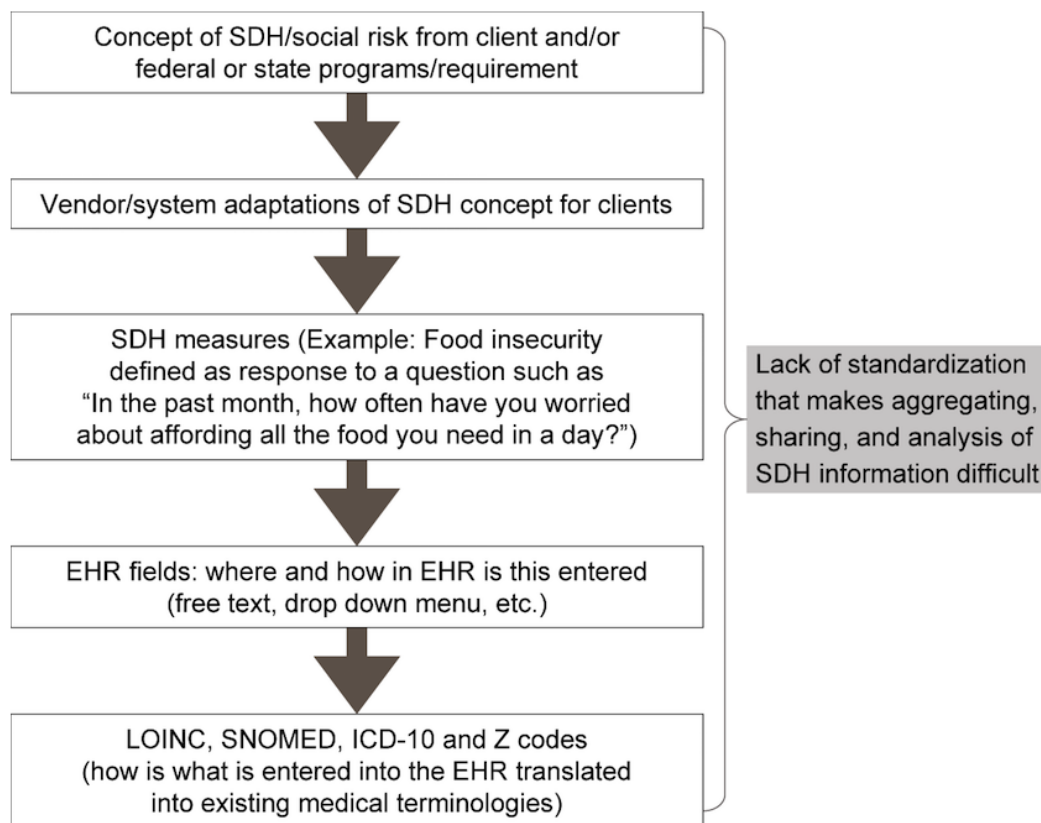 Concept of SDH/social risk from client and/or
federal or state programs/requirement
Vendor/system adaptations of SDH concept for clients
SDH measures (Example: Food insecurity
defined as response to a question such as
“In the past month, how often have you worried
about affording all the food you need in a day?”)
EHR fields: where and how in EHR is this entered
(free text, drop down menu, etc.)
LOINC, SNOMED, ICD-10 and Z codes
(how is what is entered into the EHR translated
into existing medical terminologies)
Lack of standardization
that makes aggregating,
sharing, and analysis of
SDH information difficult